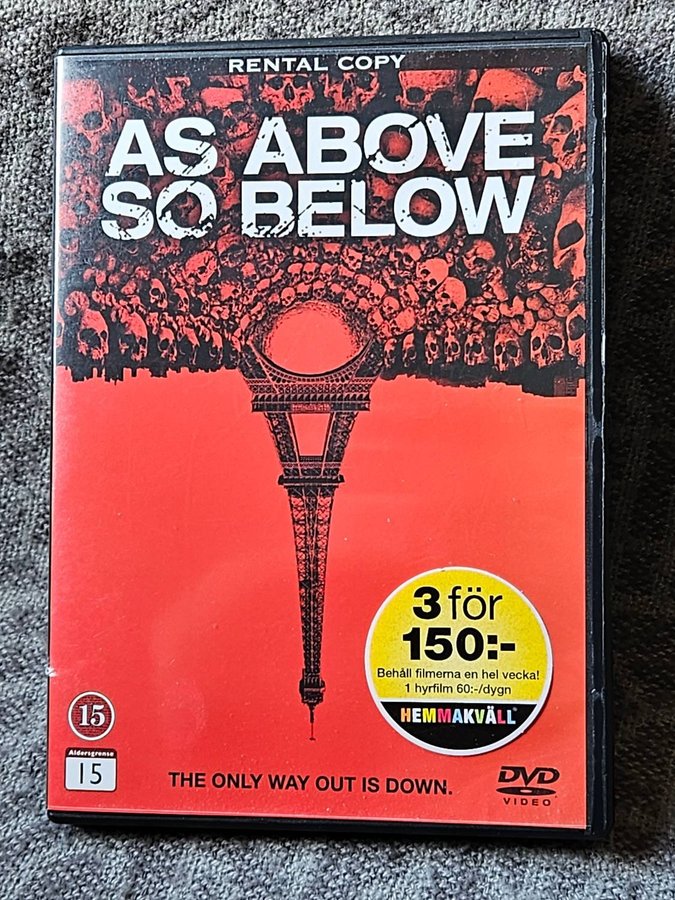 RENTAL COPY
AS ABOVE
SO BELOW
3 för
150:-
Behåll filmerna en hel vecka!
1 hyrfilm 60:-/dygn
HEMMAKVÄLL
15
Aldersgrense
15
THE ONLY WAY OUT IS DOWN.
DVD
VIDEO